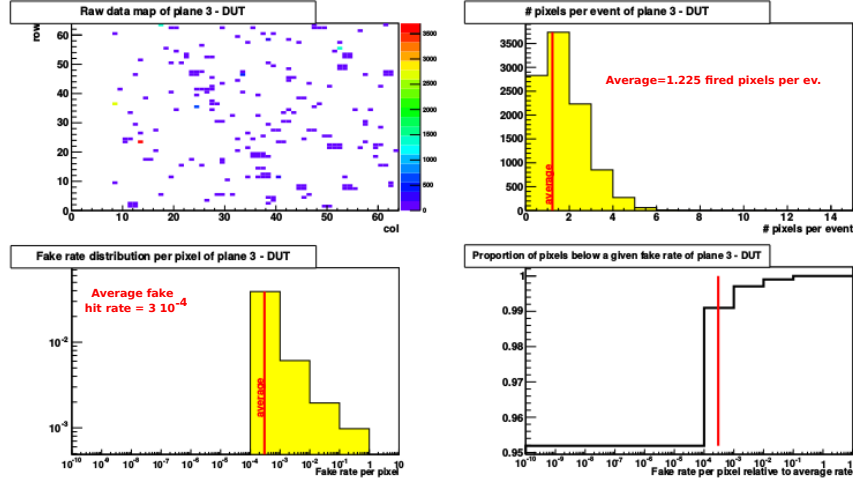 Raw data map of plane 3 - DUT
row
60
50
40
30
20
10
0
0 10 20 30 40 50 60
col
3500
3000
2500
2000
1500
1000
500
0
# pixels per event of plane 3 - DUT
3500
3000
2500
2000
1500
1000
500
0
Average=1.225 fired pixels per ev.
average
0 2 4 6 8 10 12 14
# pixels per event
Fake rate distribution per pixel of plane 3 - DUT
Average fake
hit rate = 3 10⁻⁴
10⁻²
10⁻³
average
10⁻¹⁰ 10⁻⁹ 10⁻⁸ 10⁻⁷ 10⁻⁶ 10⁻⁵ 10⁻⁴ 10⁻³ 10⁻² 10⁻¹ 1 10
Fake rate per pixel
Proportion of pixels below a given fake rate of plane 3 - DUT
1
0.99
0.98
0.97
0.96
0.95
10⁻¹⁰ 10⁻⁹ 10⁻⁸ 10⁻⁷ 10⁻⁶ 10⁻⁵ 10⁻⁴ 10⁻³ 10⁻² 10⁻¹ 1 10
Fake rate per pixel relative to average rate